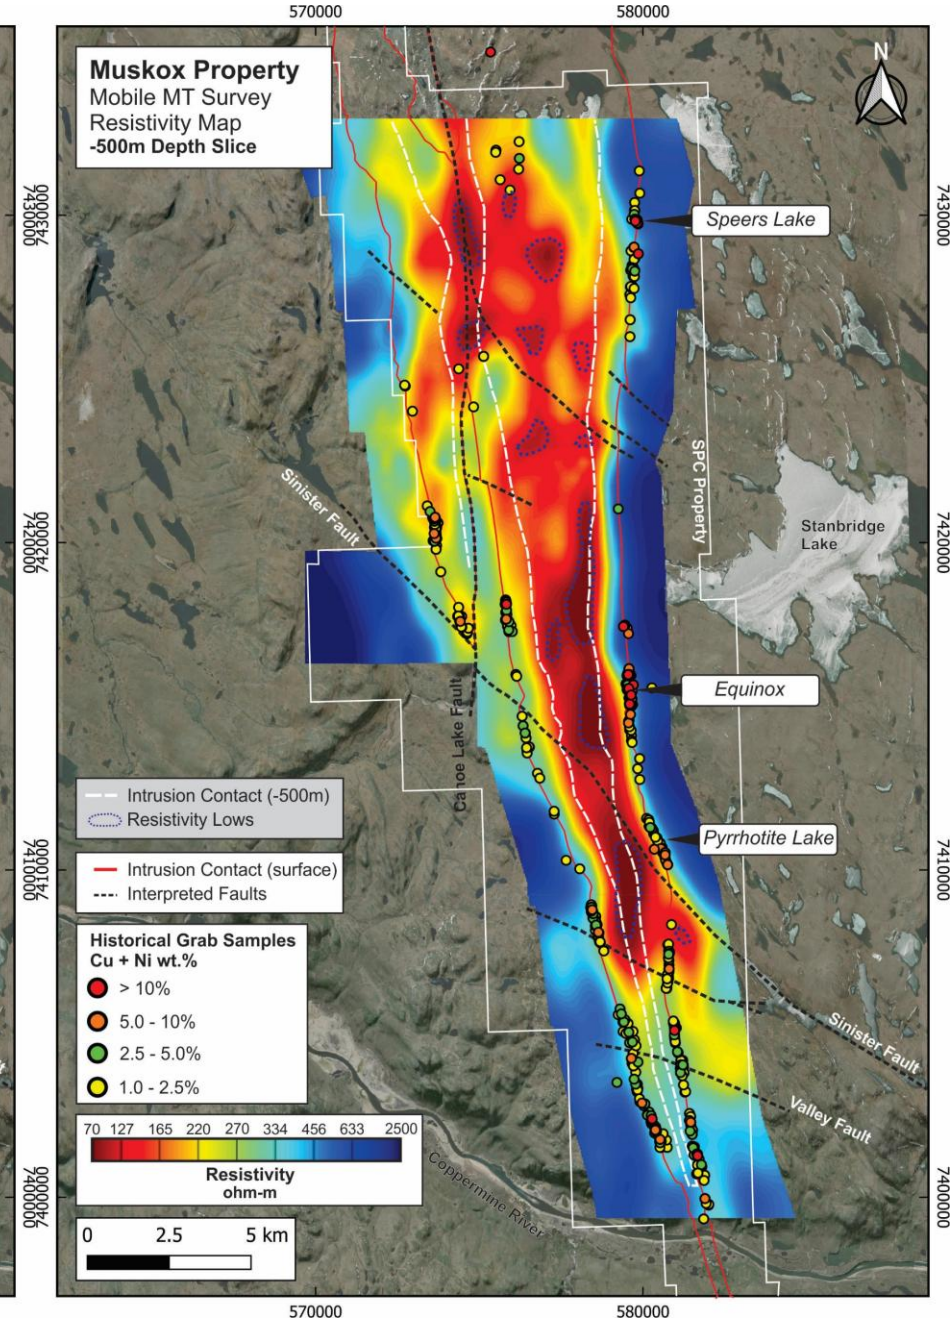 570000
580000
Muskox Property
Mobile MT Survey
Resistivity Map
-500m Depth Slice
N
7430000
7430000
Speers Lake
SPC Property
Sinister Fault
Stanbridge
Lake
7420000
7420000
Equinox
Canoe Lake Fault
Intrusion Contact (-500m)
Resistivity Lows
Pyrrhotite Lake
7410000
7410000
Intrusion Contact (surface)
Interpreted Faults
Historical Grab Samples
Cu + Ni wt.%
> 10%
5.0 - 10%
2.5 - 5.0%
1.0 - 2.5%
Sinister Fault
Valley Fault
70 127 165 220 270 334 456 633 2500
Resistivity
ohm-m
Coppermine River
7400000
7400000
0 2.5 5 km
570000
580000